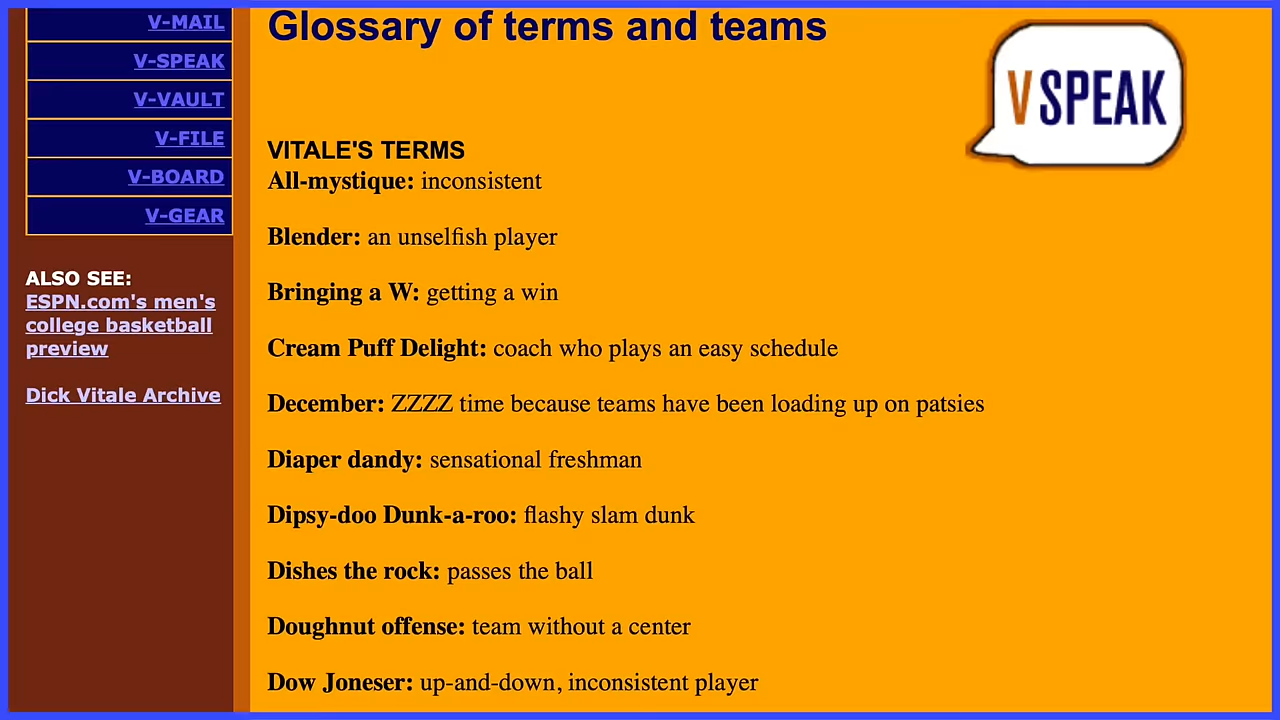 V-MAIL
V-SPEAK
V-VAULT
V-FILE
V-BOARD
V-GEAR
ALSO SEE:
ESPN.com's men's
college basketball
preview
Dick Vitale Archive
Glossary of terms and teams
V SPEAK
VITALE'S TERMS
All-mystique: inconsistent
Blender: an unselfish player
Bringing a W: getting a win
Cream Puff Delight: coach who plays an easy schedule
December: ZZZZ time because teams have been loading up on patsies
Diaper dandy: sensational freshman
Dipsy-doo Dunk-a-roo: flashy slam dunk
Dishes the rock: passes the ball
Doughnut offense: team without a center
Dow Joneser: up-and-down, inconsistent player